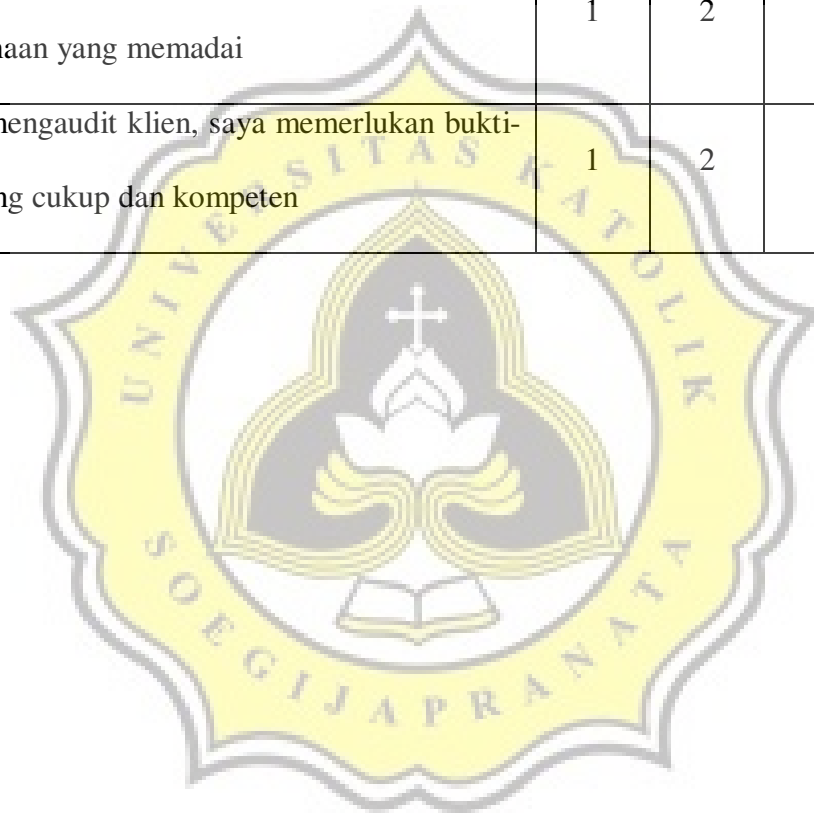 1 2
naan yang memadai
mengaudit klien, saya memerlukan bukti-
1 2
ng cukup dan kompeten
UNIVERSITAS KATOLIK
SOEGIJAPRANATA